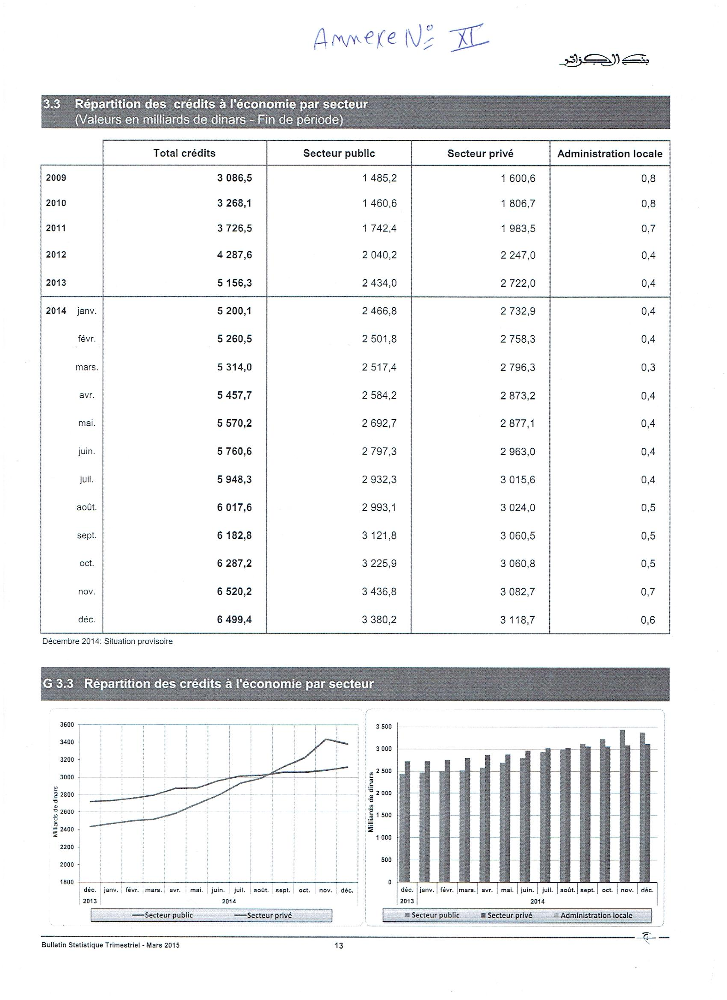 Annexe N° XI
بنك الجزائر
3.3 Répartition des crédits à l'économie par secteur
(Valeurs en milliards de dinars - Fin de période)
Total crédits Secteur public Secteur privé Administration locale
2009 3 086,5 1 485,2 1 600,6 0,8
2010 3 268,1 1 460,6 1 806,7 0,8
2011 3 726,5 1 742,4 1 983,5 0,7
2012 4 287,6 2 040,2 2 247,0 0,4
2013 5 156,3 2 434,0 2 722,0 0,4
2014 janv. 5 200,1 2 466,8 2 732,9 0,4
févr. 5 260,5 2 501,8 2 758,3 0,4
mars. 5 314,0 2 517,4 2 796,3 0,3
avr. 5 457,7 2 584,2 2 873,2 0,4
mai. 5 570,2 2 692,7 2 877,1 0,4
juin. 5 760,6 2 797,3 2 963,0 0,4
juil. 5 948,3 2 932,3 3 015,6 0,4
août. 6 017,6 2 993,1 3 024,0 0,5
sept. 6 182,8 3 121,8 3 060,5 0,5
oct. 6 287,2 3 225,9 3 060,8 0,5
nov. 6 520,2 3 436,8 3 082,7 0,7
déc. 6 499,4 3 380,2 3 118,7 0,6
Décembre 2014: Situation provisoire
G 3.3 Répartition des crédits à l'économie par secteur
Milliards de dinars
3600
3400
3200
3000
2800
2600
2400
2200
2000
1800
déc. janv. févr. mars. avr. mai. juin. juil. août. sept. oct. nov. déc.
2013 2014
Secteur public Secteur privé
Milliards de dinars
3 500
3 000
2 500
2 000
1 500
1 000
500
0
déc. janv. févr. mars. avr. mai. juin. juil. août. sept. oct. nov. déc.
2013 2014
Secteur public Secteur privé Administration locale
Bulletin Statistique Trimestriel - Mars 2015 13